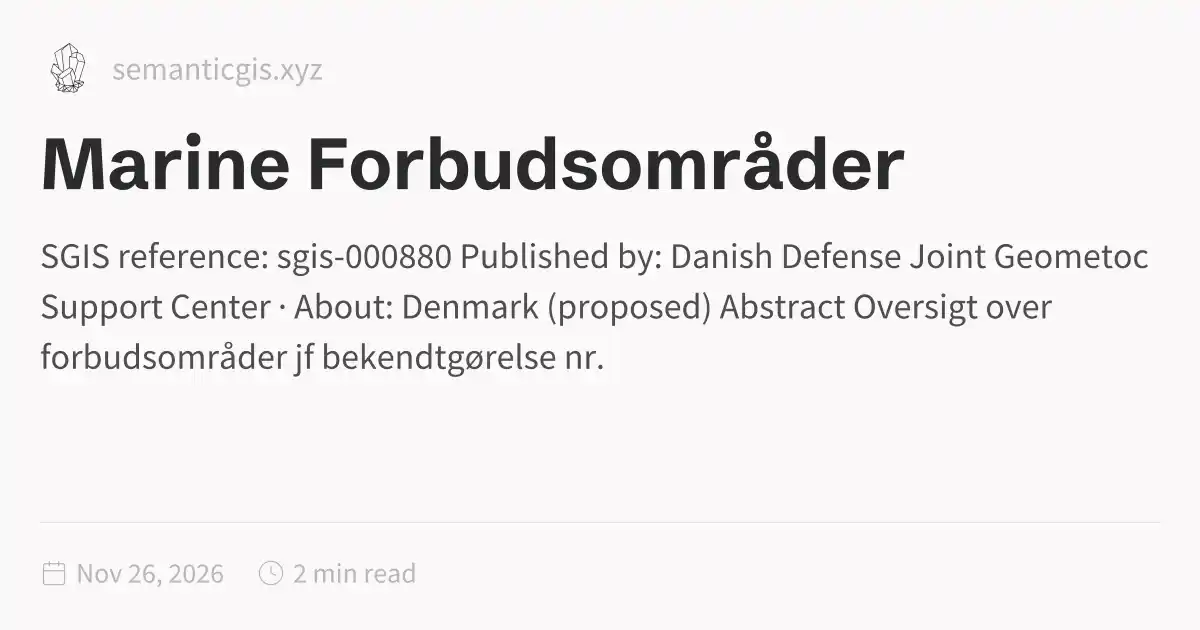 semanticgis.xyz
Marine Forbudsområder
SGIS reference: sgis-000880 Published by: Danish Defense Joint Geometoc
Support Center · About: Denmark (proposed) Abstract Oversigt over
forbudsområder jf bekendtgørelse nr.
Nov 26, 2026 2 min read